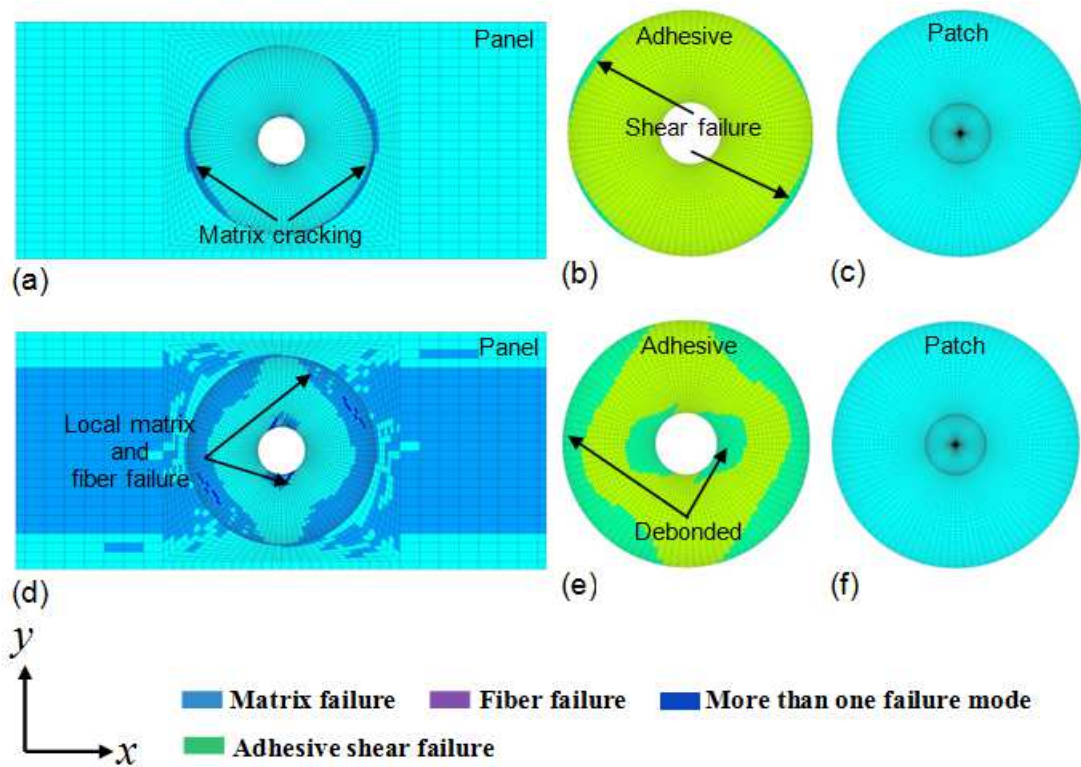 Panel
Adhesive
Patch
Shear failure
Matrix cracking
(a)
(b)
(c)
Panel
Adhesive
Patch
Local matrix
and
fiber failure
Debonded
(d)
(e)
(f)
y
x
Matrix failure
Fiber failure
More than one failure mode
Adhesive shear failure